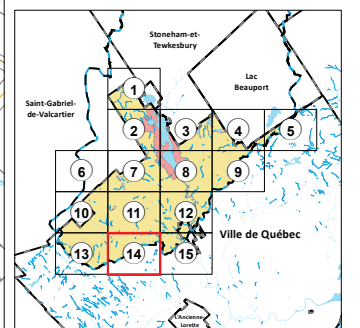 Stoneham-et-
Tewkesbury
Lac
Beauport
Saint-Gabriel-
de-Valcartier
1
2
3
4
5
6
7
8
9
10
11
12
Ville de Québec
13
14
15
L'Ancienne
Lorette